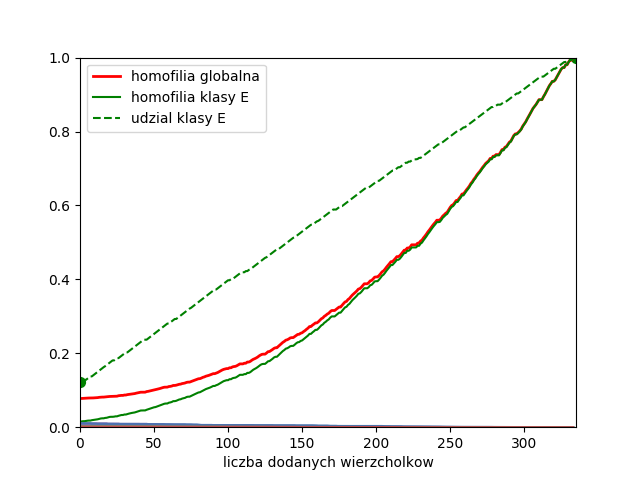 1.0
0.8
0.6
0.4
0.2
0.0
homofilia globalna
homofilia klasy E
udzial klasy E
0 50 100 150 200 250 300
liczba dodanych wierzcholkow